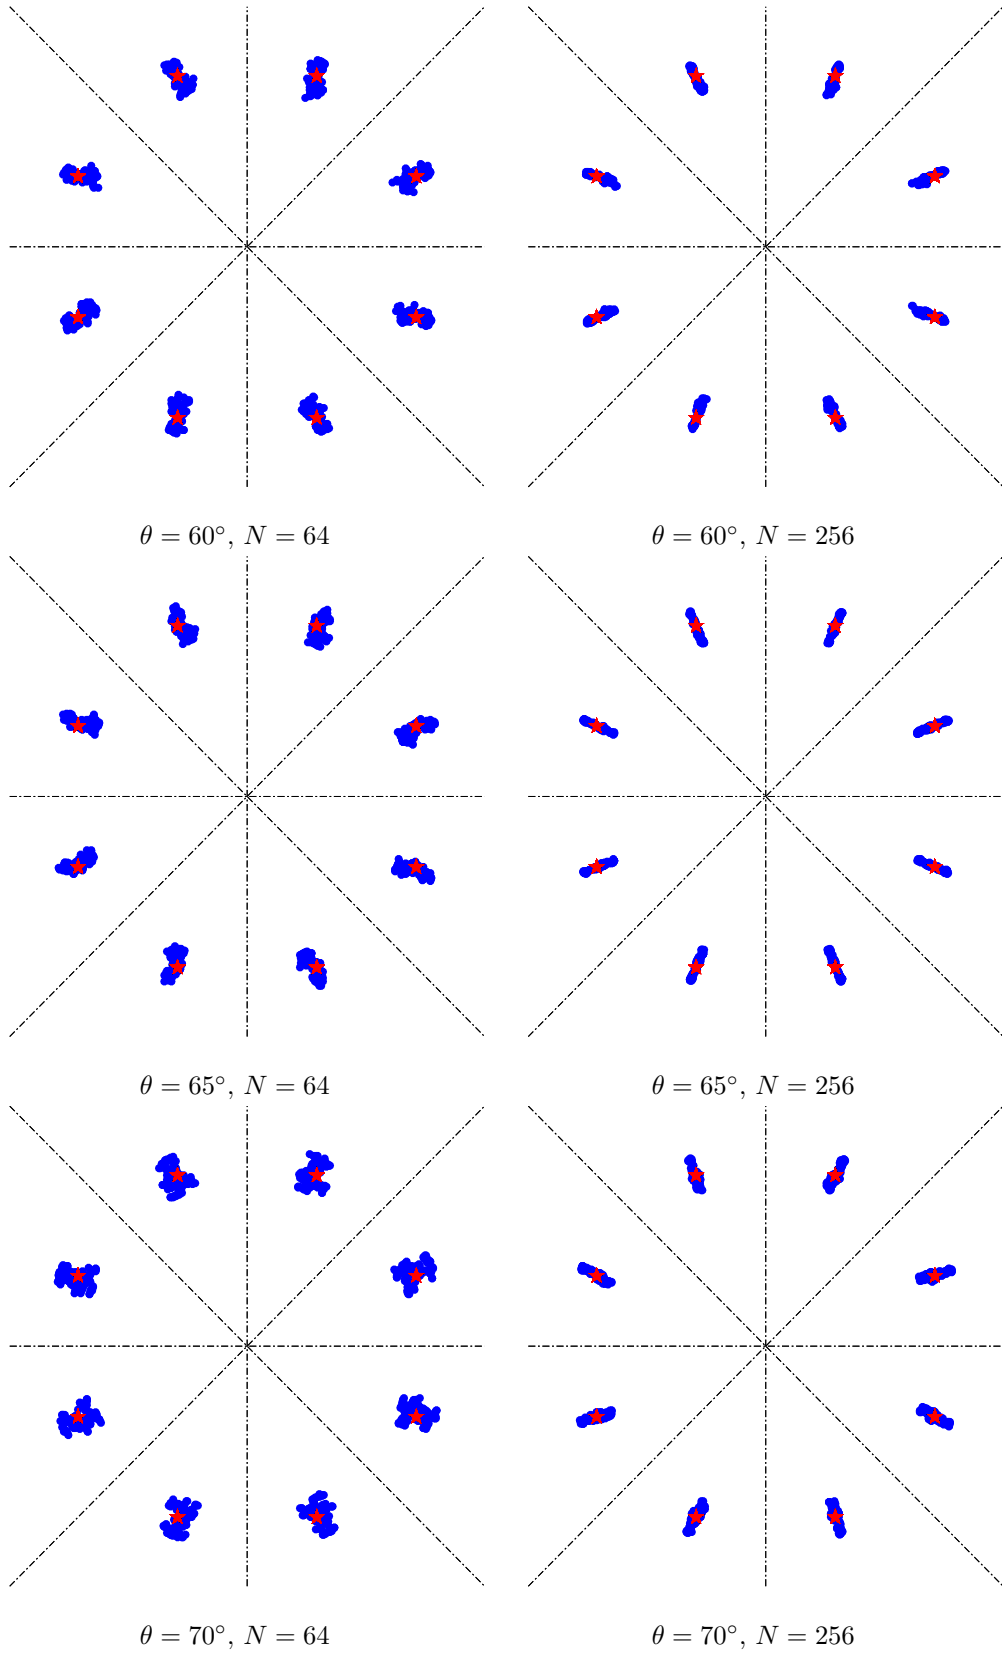 θ = 60°, N = 64
θ = 60°, N = 256
θ = 65°, N = 64
θ = 65°, N = 256
θ = 70°, N = 64
θ = 70°, N = 256